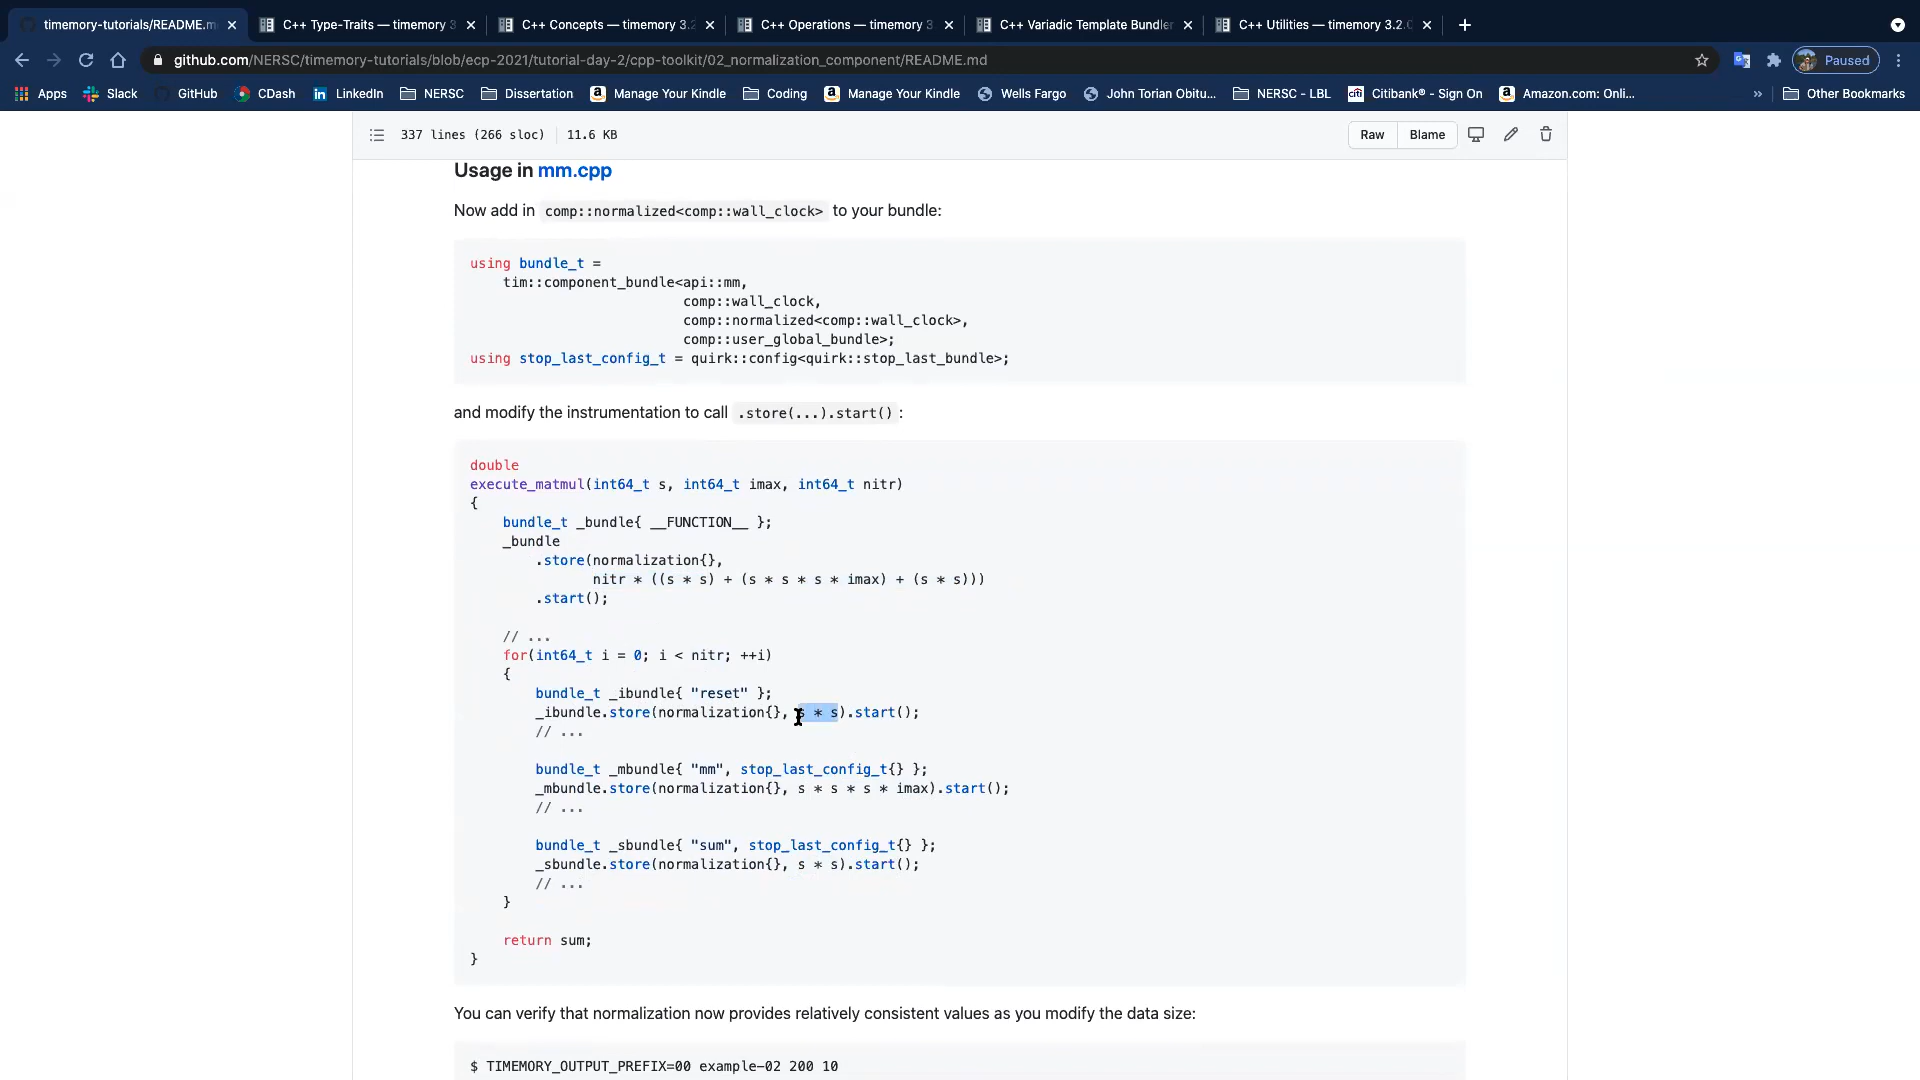 timemory-tutorials/README.m
C++ Type-Traits — timemory 3
C++ Concepts — timemory 3.2
C++ Operations — timemory 3
C++ Variadic Template Bundler
C++ Utilities — timemory 3.2.0
github.com/NERSC/timemory-tutorials/blob/ecp-2021/tutorial-day-2/cpp-toolkit/02_normalization_component/README.md
Paused
Apps Slack GitHub CDash LinkedIn NERSC Dissertation Manage Your Kindle Coding Manage Your Kindle Wells Fargo John Torian Obitu... NERSC - LBL Citibank® - Sign On Amazon.com: Onli... » Other Bookmarks
337 lines (266 sloc) 11.6 KB
Raw Blame
Usage in mm.cpp
Now add in comp::normalized<comp::wall_clock> to your bundle:
using bundle_t =
tim::component_bundle<api::mm,
comp::wall_clock,
comp::normalized<comp::wall_clock>,
comp::user_global_bundle>;
using stop_last_config_t = quirk::config<quirk::stop_last_bundle>;
and modify the instrumentation to call .store(...).start() :
double
execute_matmul(int64_t s, int64_t imax, int64_t nitr)
{
bundle_t _bundle{ __FUNCTION__ };
_bundle
.store(normalization{},
nitr * ((s * s) + (s * s * s * imax) + (s * s)))
.start();
// ...
for(int64_t i = 0; i < nitr; ++i)
{
bundle_t _ibundle{ "reset" };
_ibundle.store(normalization{}, s * s).start();
// ...
bundle_t _mbundle{ "mm", stop_last_config_t{} };
_mbundle.store(normalization{}, s * s * s * imax).start();
// ...
bundle_t _sbundle{ "sum", stop_last_config_t{} };
_sbundle.store(normalization{}, s * s).start();
// ...
}
return sum;
}
You can verify that normalization now provides relatively consistent values as you modify the data size:
$ TIMEMORY_OUTPUT_PREFIX=00 example-02 200 10